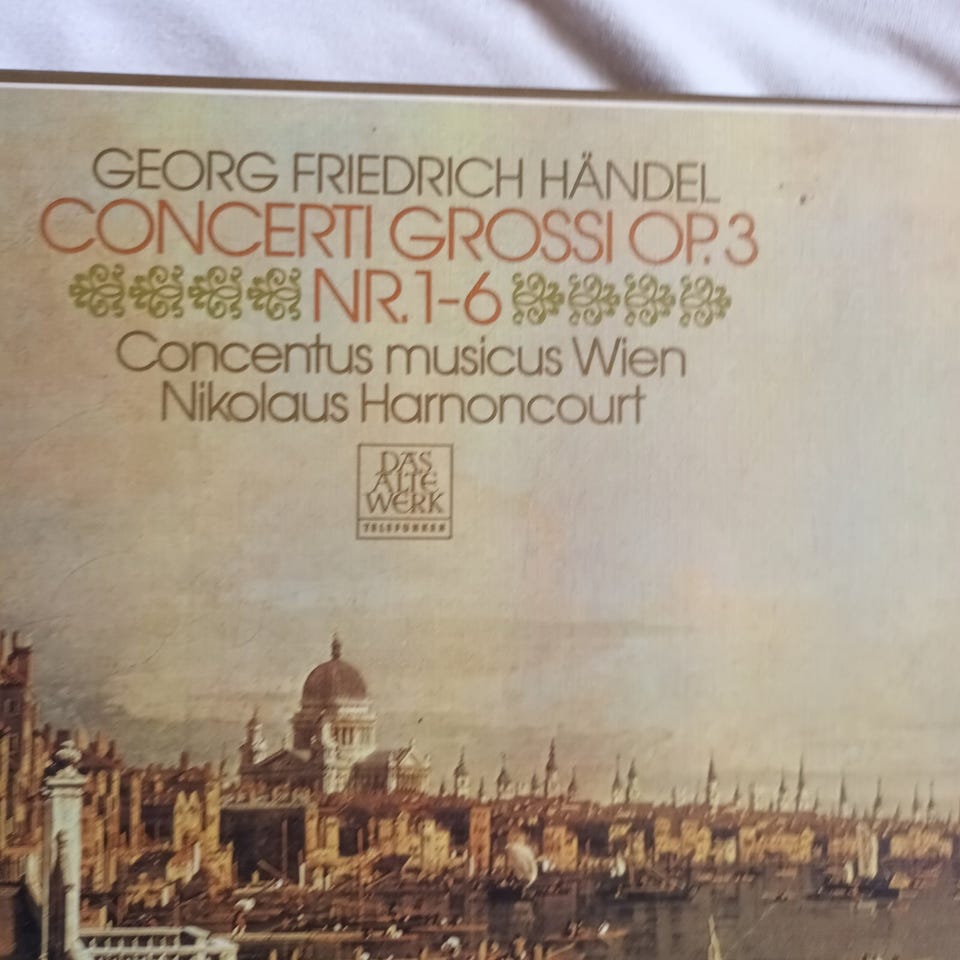 GEORG FRIEDRICH HÄNDEL
CONCERTI GROSSI OP. 3
NR. 1-6
Concentus musicus Wien
Nikolaus Harnoncourt
DAS
ALTE
WERK
TELEFUNKEN